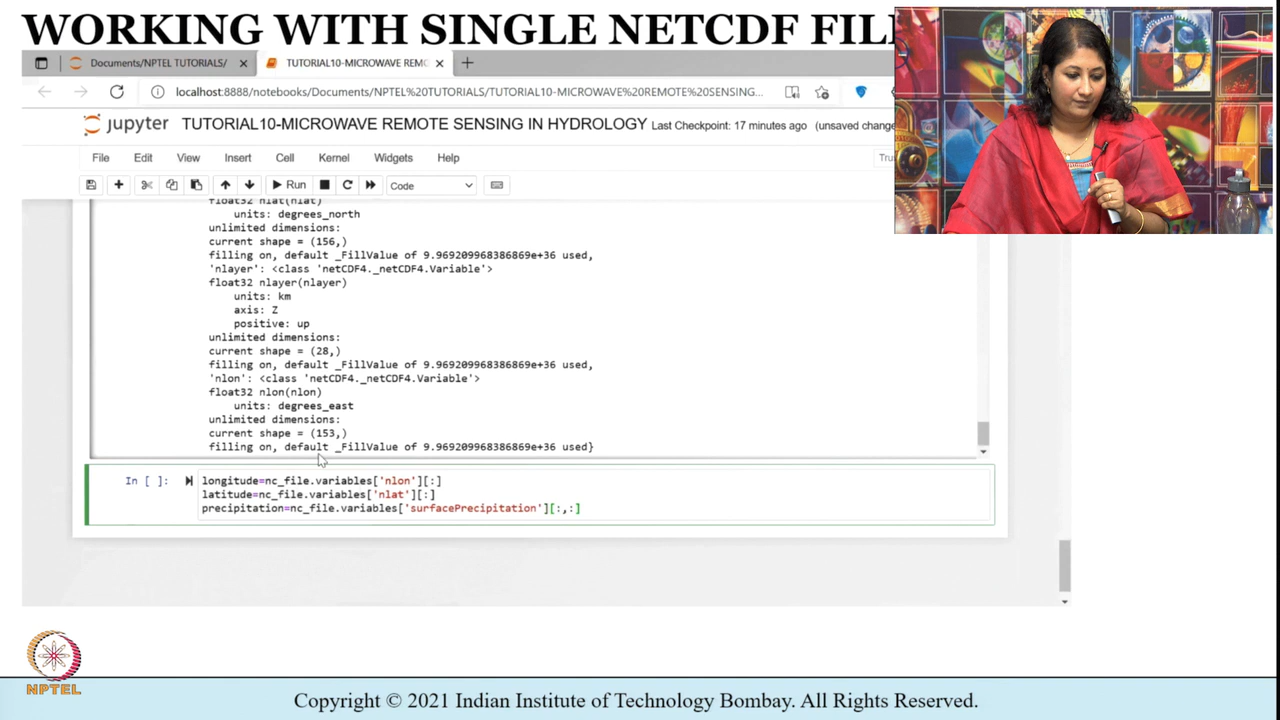 WORKING WITH SINGLE NETCDF FIL
Documents/NPTEL TUTORIALS/
TUTORIAL10-MICROWAVE REMO
localhost:8888/notebooks/Documents/NPTEL%20TUTORIALS/TUTORIAL10-MICROWAVE%20REMOTE%20SENSING...
jupyter TUTORIAL10-MICROWAVE REMOTE SENSING IN HYDROLOGY Last Checkpoint: 17 minutes ago (unsaved change
File Edit View Insert Cell Kernel Widgets Help Tru
Run Code
float32 nlat(nlat)
units: degrees_north
unlimited dimensions:
current shape = (156,)
filling on, default _FillValue of 9.969209968386869e+36 used,
'nlayer': <class 'netCDF4._netCDF4.Variable'>
float32 nlayer(nlayer)
units: km
axis: Z
positive: up
unlimited dimensions:
current shape = (28,)
filling on, default _FillValue of 9.969209968386869e+36 used,
'nlon': <class 'netCDF4._netCDF4.Variable'>
float32 nlon(nlon)
units: degrees_east
unlimited dimensions:
current shape = (153,)
filling on, default _FillValue of 9.969209968386869e+36 used}
In [ ]: longitude=nc_file.variables['nlon'][:]
latitude=nc_file.variables['nlat'][:]
precipitation=nc_file.variables['surfacePrecipitation'][:,:]
NPTEL
Copyright © 2021 Indian Institute of Technology Bombay. All Rights Reserved.